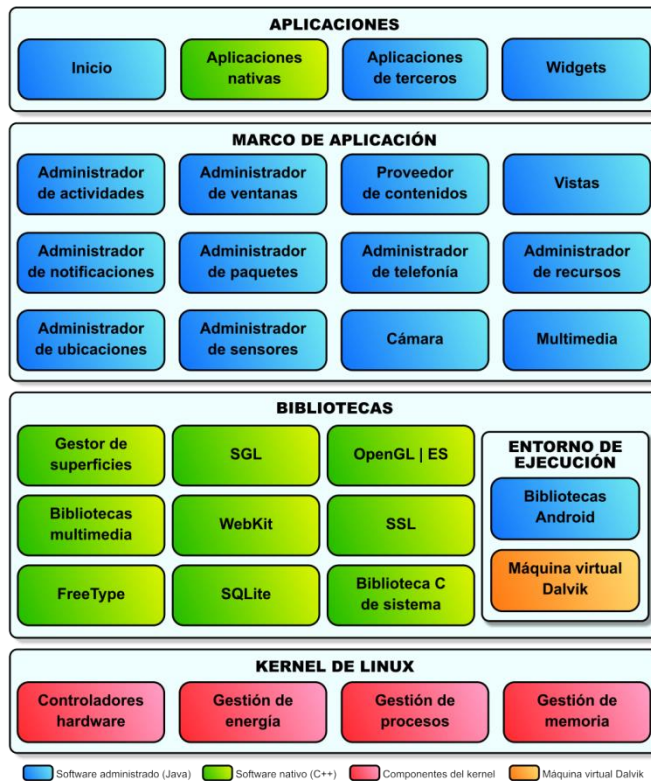 APLICACIONES
Inicio
Aplicaciones
nativas
Aplicaciones
de terceros
Widgets
MARCO DE APLICACIÓN
Administrador
de actividades
Administrador
de ventanas
Proveedor
de contenidos
Vistas
Administrador
de notificaciones
Administrador
de paquetes
Administrador
de telefonía
Administrador
de recursos
Administrador
de ubicaciones
Administrador
de sensores
Cámara
Multimedia
BIBLIOTECAS
Gestor de
superficies
SGL
OpenGL | ES
Bibliotecas
multimedia
WebKit
SSL
FreeType
SQLite
Biblioteca C
de sistema
ENTORNO DE
EJECUCIÓN
Bibliotecas
Android
Máquina virtual
Dalvik
KERNEL DE LINUX
Controladores
hardware
Gestión de
energía
Gestión de
procesos
Gestión de
memoria
Software administrado (Java)
Software nativo (C++)
Componentes del kernel
Máquina virtual Dalvik